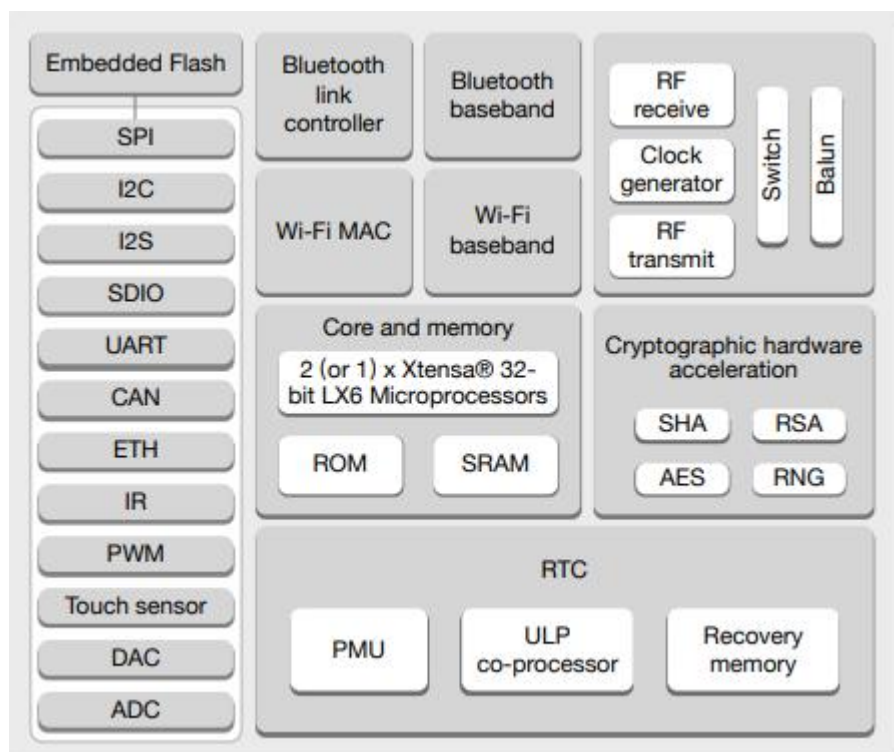 Embedded Flash
SPI
I2C
I2S
SDIO
UART
CAN
ETH
IR
PWM
Touch sensor
DAC
ADC
Bluetooth
link
controller
Bluetooth
baseband
Wi-Fi MAC
Wi-Fi
baseband
RF
receive
Clock
generator
RF
transmit
Switch
Balun
Core and memory
2 (or 1) x Xtensa® 32-
bit LX6 Microprocessors
ROM
SRAM
Cryptographic hardware
acceleration
SHA
RSA
AES
RNG
RTC
PMU
ULP
co-processor
Recovery
memory